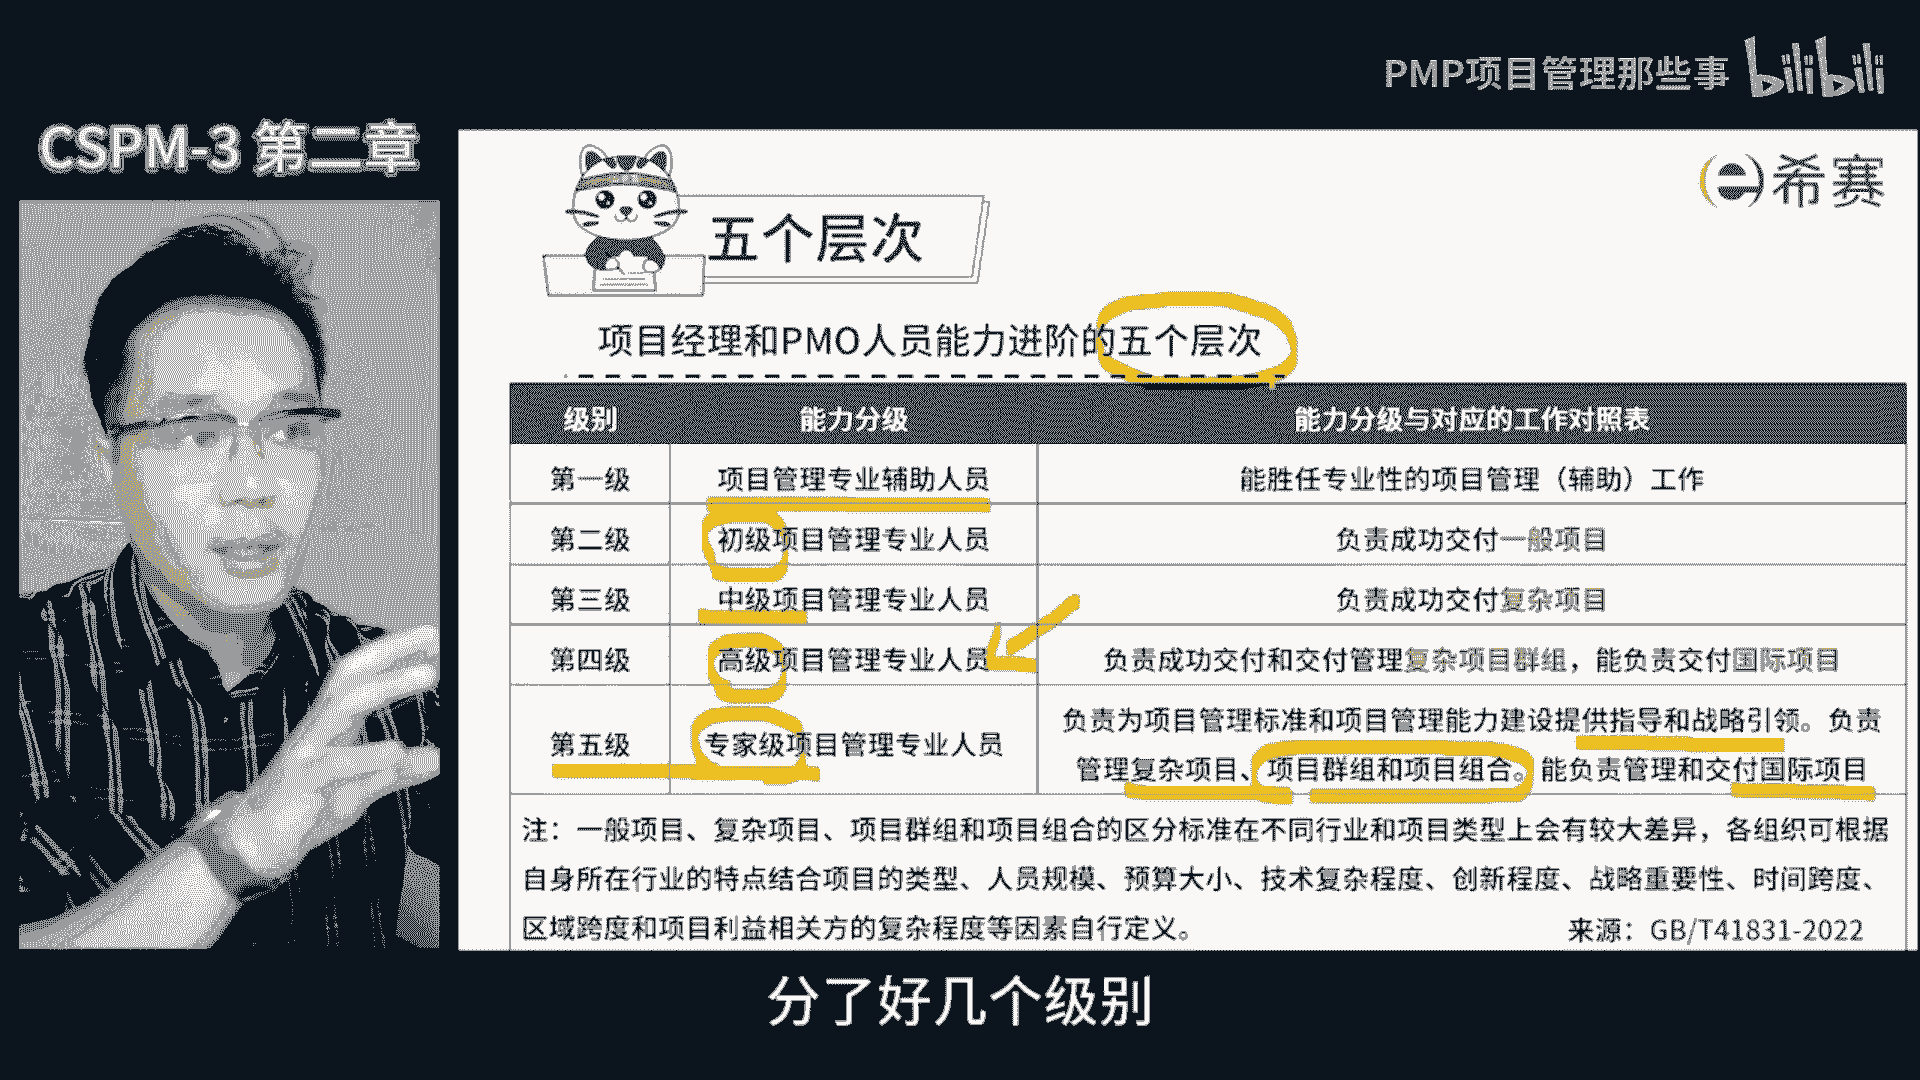 PMP项目管理那些事 bilibili
CSPM-3 第二章
希赛
五个层次
项目经理和PMO人员能力进阶的五个层次
级别 能力分级 能力分级与对应的工作对照表
第一级 项目管理专业辅助人员 能胜任专业性的项目管理（辅助）工作
第二级 初级项目管理专业人员 负责成功交付一般项目
第三级 中级项目管理专业人员 负责成功交付复杂项目
第四级 高级项目管理专业人员 负责成功交付和交付管理复杂项目群组，能负责交付国际项目
第五级 专家级项目管理专业人员 负责为项目管理标准和项目管理能力建设提供指导和战略引领。负责
管理复杂项目、项目群组和项目组合。能负责管理和交付国际项目
注：一般项目、复杂项目、项目群组和项目组合的区分标准在不同行业和项目类型上会有较大差异，各组织可根据
自身所在行业的特点结合项目的类型、人员规模、预算大小、技术复杂程度、创新程度、战略重要性、时间跨度、
区域跨度和项目利益相关方的复杂程度等因素自行定义。
来源：GB/T41831-2022
分了好几个级别